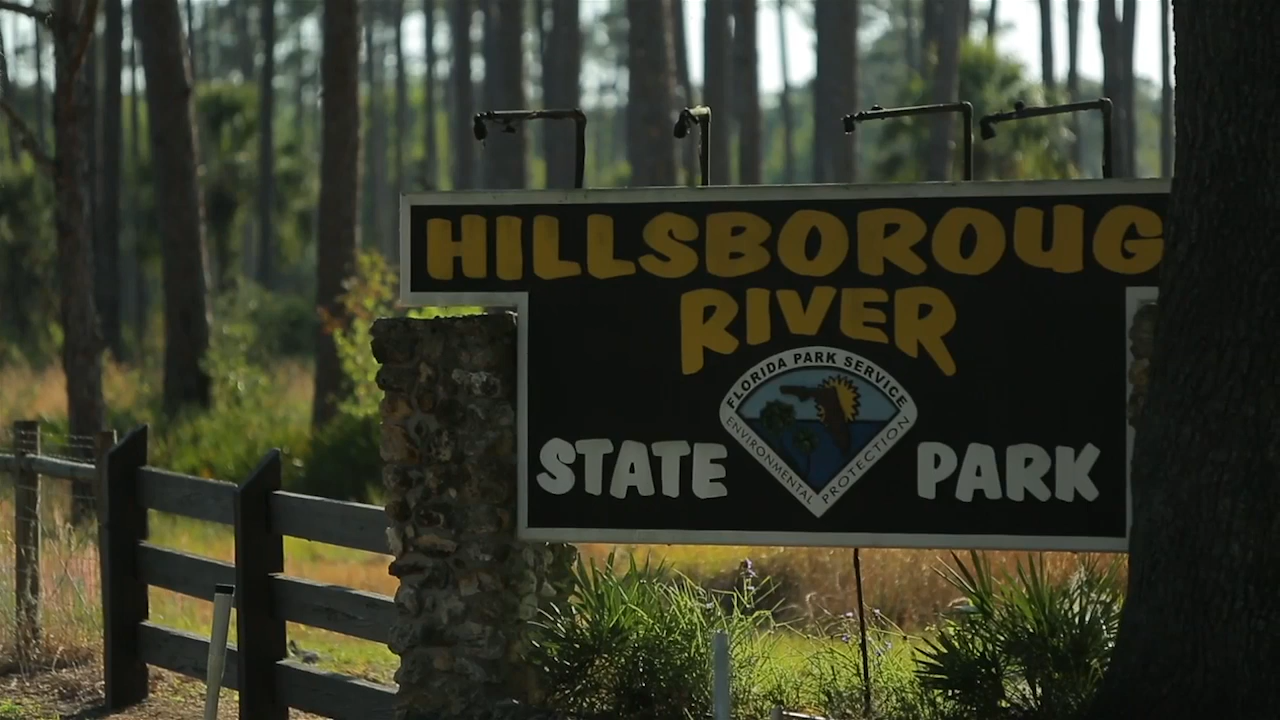 HILLSBOROUG
RIVER
FLORIDA PARK SERVICE
ENVIRONMENTAL PROTECTION
STATE PARK